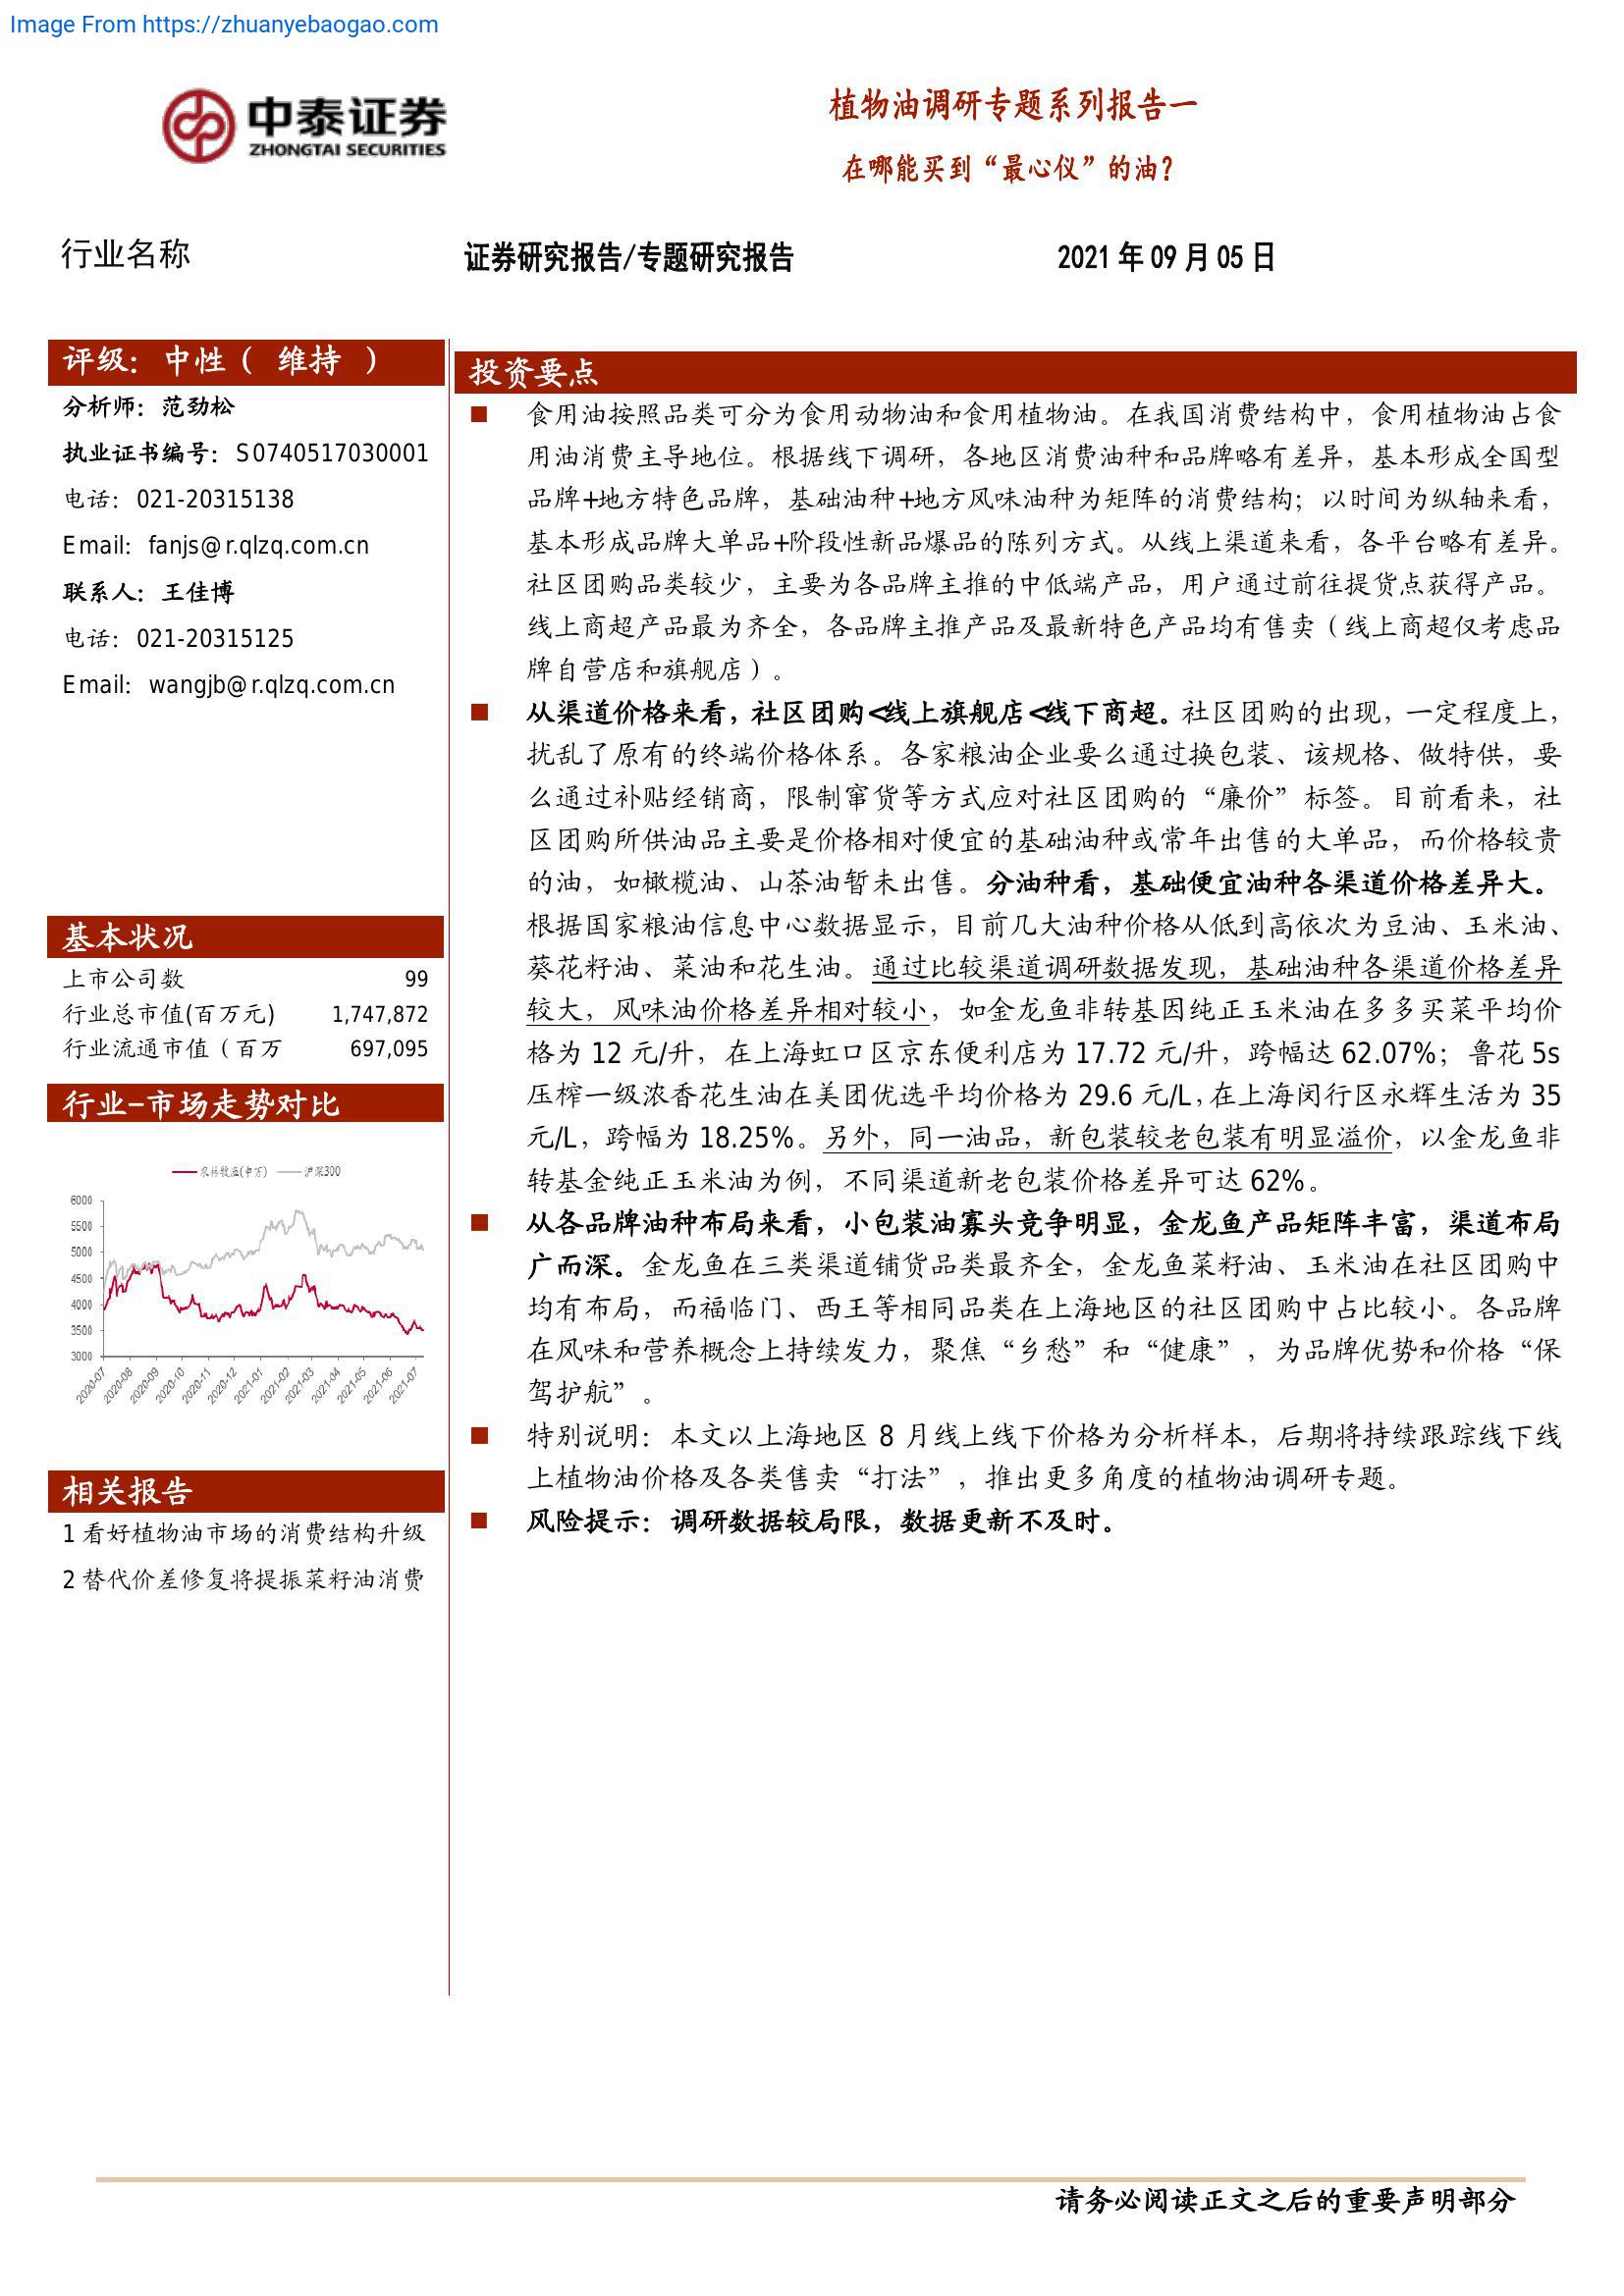 Image From https://zhuanyebaogao.com
中泰证券
ZHONGTAI SECURITIES
植物油调研专题系列报告一
在哪能买到“最心仪”的油？
行业名称
证券研究报告/专题研究报告
2021 年 09 月 05 日
评级：中性（ 维持 ）
分析师：范劲松
执业证书编号：S0740517030001
电话：021-20315138
Email：fanjs@r.qlzq.com.cn
联系人：王佳博
电话：021-20315125
Email：wangjb@r.qlzq.com.cn
基本状况
上市公司数 99
行业总市值(百万元) 1,747,872
行业流通市值（百万 697,095
行业-市场走势对比
农林牧渔(申万) 沪深300
6000
5500
5000
4500
4000
3500
3000
2020-07 2020-08 2020-09 2020-10 2020-11 2020-12 2021-01 2021-02 2021-03 2021-04 2021-05 2021-06 2021-07
相关报告
1 看好植物油市场的消费结构升级
2 替代价差修复将提振菜籽油消费
投资要点
食用油按照品类可分为食用动物油和食用植物油。在我国消费结构中，食用植物油占食
用油消费主导地位。根据线下调研，各地区消费油种和品牌略有差异，基本形成全国型
品牌+地方特色品牌，基础油种+地方风味油种为矩阵的消费结构；以时间为纵轴来看，
基本形成品牌大单品+阶段性新品爆品的陈列方式。从线上渠道来看，各平台略有差异。
社区团购品类较少，主要为各品牌主推的中低端产品，用户通过前往提货点获得产品。
线上商超产品最为齐全，各品牌主推产品及最新特色产品均有售卖（线上商超仅考虑品
牌自营店和旗舰店）。
从渠道价格来看，社区团购<线上旗舰店<线下商超。社区团购的出现，一定程度上，
扰乱了原有的终端价格体系。各家粮油企业要么通过换包装、该规格、做特供，要
么通过补贴经销商，限制窜货等方式应对社区团购的“廉价”标签。目前看来，社
区团购所供油品主要是价格相对便宜的基础油种或常年出售的大单品，而价格较贵
的油，如橄榄油、山茶油暂未出售。分油种看，基础便宜油种各渠道价格差异大。
根据国家粮油信息中心数据显示，目前几大油种价格从低到高依次为豆油、玉米油、
葵花籽油、菜油和花生油。通过比较渠道调研数据发现，基础油种各渠道价格差异
较大，风味油价格差异相对较小，如金龙鱼非转基因纯正玉米油在多多买菜平均价
格为 12 元/升，在上海虹口区京东便利店为 17.72 元/升，跨幅达 62.07%；鲁花 5s
压榨一级浓香花生油在美团优选平均价格为 29.6 元/L，在上海闵行区永辉生活为 35
元/L，跨幅为 18.25%。另外，同一油品，新包装较老包装有明显溢价，以金龙鱼非
转基金纯正玉米油为例，不同渠道新老包装价格差异可达 62%。
从各品牌油种布局来看，小包装油寡头竞争明显，金龙鱼产品矩阵丰富，渠道布局
广而深。金龙鱼在三类渠道铺货品类最齐全，金龙鱼菜籽油、玉米油在社区团购中
均有布局，而福临门、西王等相同品类在上海地区的社区团购中占比较小。各品牌
在风味和营养概念上持续发力，聚焦“乡愁”和“健康”，为品牌优势和价格“保
驾护航”。
特别说明：本文以上海地区 8 月线上线下价格为分析样本，后期将持续跟踪线下线
上植物油价格及各类售卖“打法”，推出更多角度的植物油调研专题。
风险提示：调研数据较局限，数据更新不及时。
请务必阅读正文之后的重要声明部分